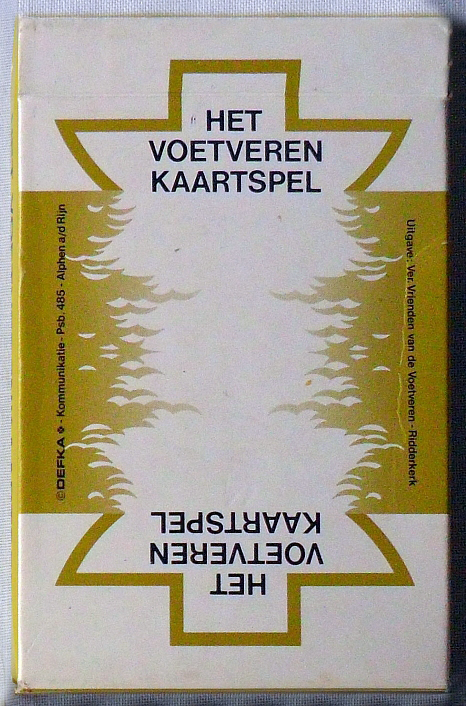 HET
VOETVEREN
KAARTSPEL
© DEFKA - Kommunikatie - Psb. 485 - Alphen a/d Rijn
Uitgave: Ver. Vrienden van de Voetveren - Ridderkerk
HET
VOETVEREN
KAARTSPEL